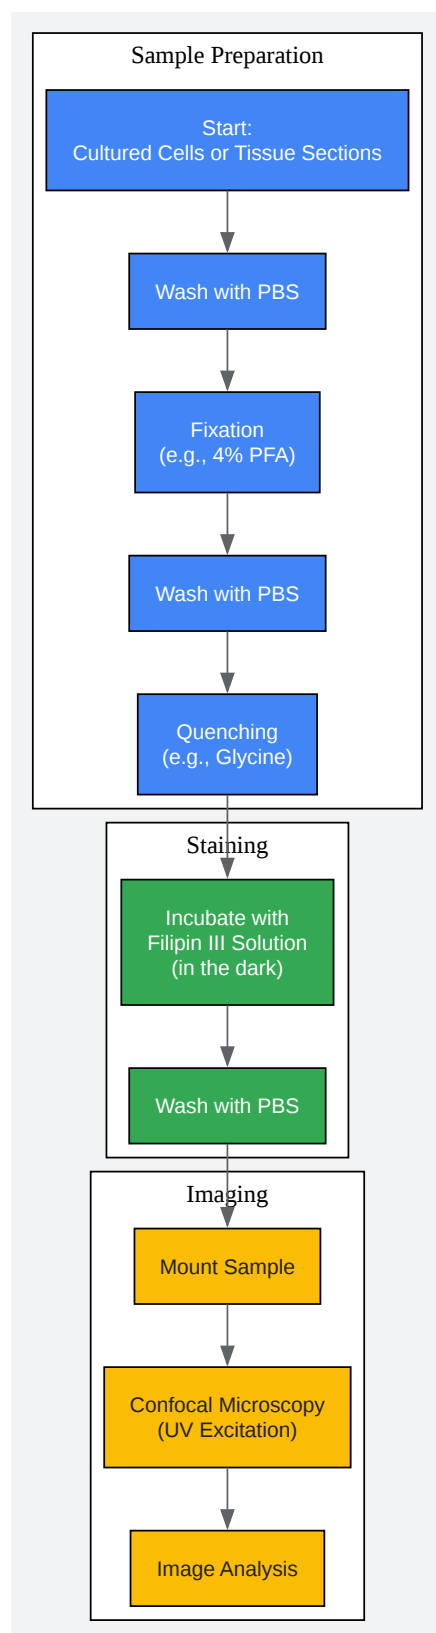 Sample Preparation
Start:
Cultured Cells or Tissue Sections
Wash with PBS
Fixation
(e.g., 4% PFA)
Wash with PBS
Quenching
(e.g., Glycine)
Staining
Incubate with
Filipin III Solution
(in the dark)
Wash with PBS
Imaging
Mount Sample
Confocal Microscopy
(UV Excitation)
Image Analysis